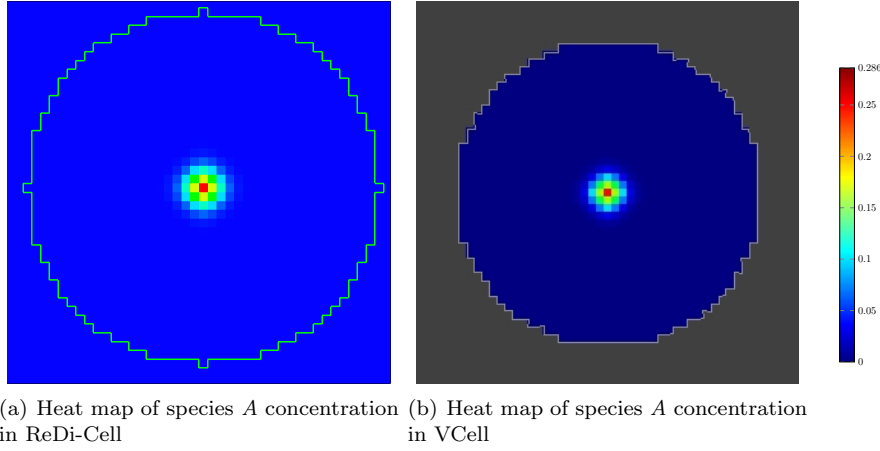 0.286
0.25
0.2
0.15
0.1
0.05
0
(a) Heat map of species A concentration
in ReDi-Cell
(b) Heat map of species A concentration
in VCell